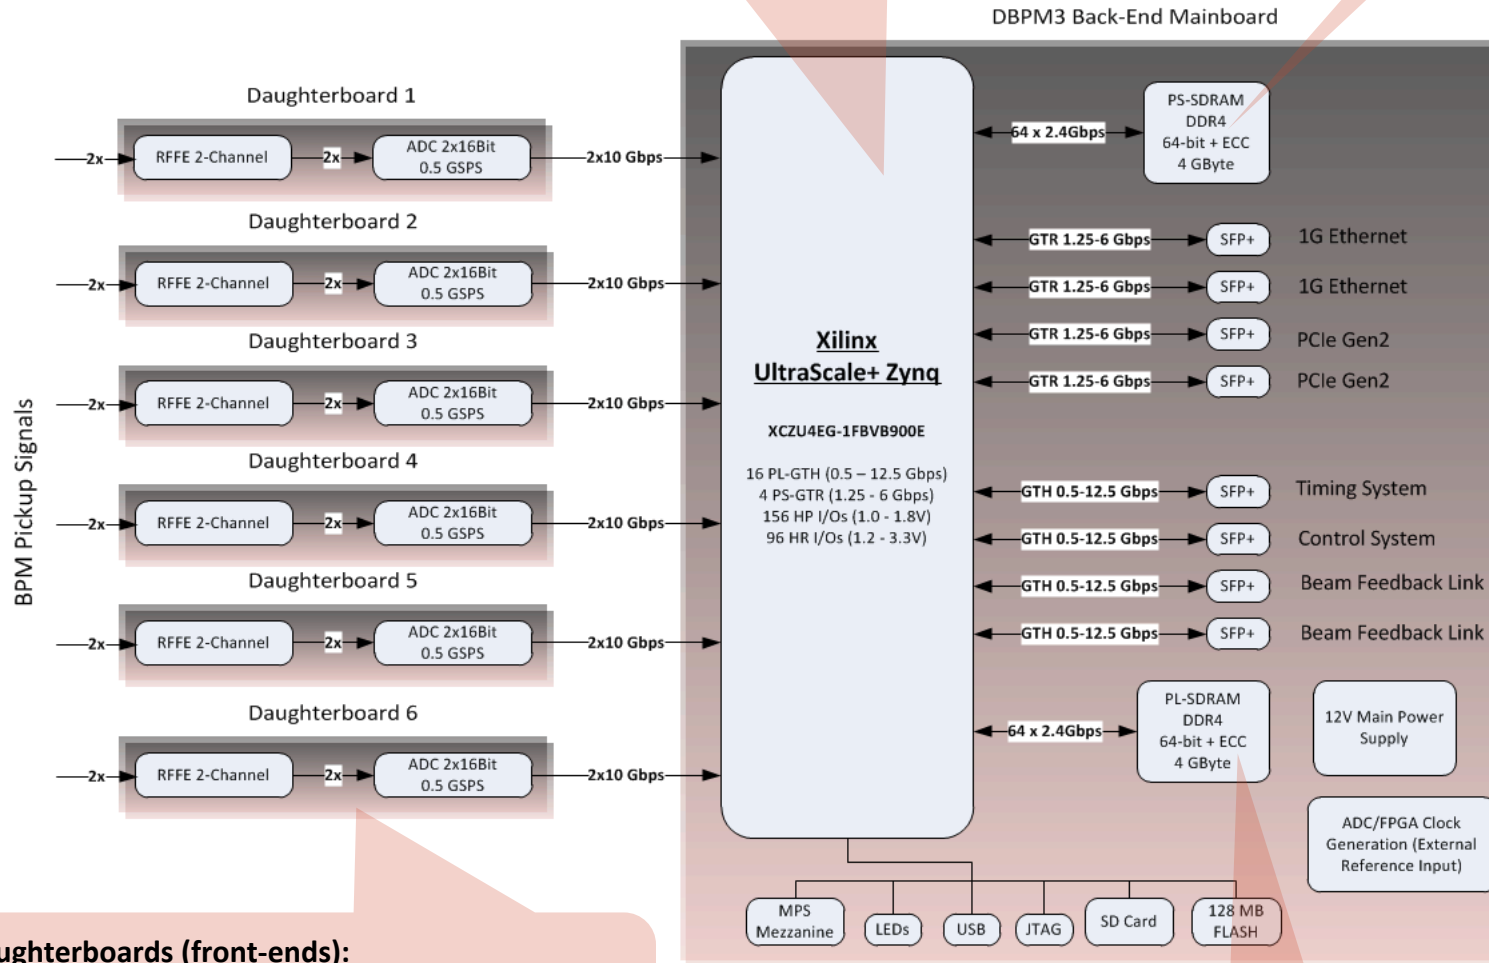 DBPM3 Back-End Mainboard
BPM Pickup Signals
Daughterboard 1
2x
RFFE 2-Channel
2x
ADC 2x16Bit
0.5 GSPS
2x10 Gbps
Daughterboard 2
2x
RFFE 2-Channel
2x
ADC 2x16Bit
0.5 GSPS
2x10 Gbps
Daughterboard 3
2x
RFFE 2-Channel
2x
ADC 2x16Bit
0.5 GSPS
2x10 Gbps
Daughterboard 4
2x
RFFE 2-Channel
2x
ADC 2x16Bit
0.5 GSPS
2x10 Gbps
Daughterboard 5
2x
RFFE 2-Channel
2x
ADC 2x16Bit
0.5 GSPS
2x10 Gbps
Daughterboard 6
2x
RFFE 2-Channel
2x
ADC 2x16Bit
0.5 GSPS
2x10 Gbps
Xilinx
UltraScale+ Zynq
XCZU4EG-1FBVB900E
16 PL-GTH (0.5 – 12.5 Gbps)
4 PS-GTR (1.25 - 6 Gbps)
156 HP I/Os (1.0 - 1.8V)
96 HR I/Os (1.2 - 3.3V)
64 x 2.4Gbps
PS-SDRAM
DDR4
64-bit + ECC
4 GByte
GTR 1.25-6 Gbps
SFP+
1G Ethernet
GTR 1.25-6 Gbps
SFP+
1G Ethernet
GTR 1.25-6 Gbps
SFP+
PCIe Gen2
GTR 1.25-6 Gbps
SFP+
PCIe Gen2
GTH 0.5-12.5 Gbps
SFP+
Timing System
GTH 0.5-12.5 Gbps
SFP+
Control System
GTH 0.5-12.5 Gbps
SFP+
Beam Feedback Link
GTH 0.5-12.5 Gbps
SFP+
Beam Feedback Link
64 x 2.4Gbps
PL-SDRAM
DDR4
64-bit + ECC
4 GByte
12V Main Power
Supply
ADC/FPGA Clock
Generation (External
Reference Input)
MPS
Mezzanine
LEDs
USB
JTAG
SD Card
128 MB
FLASH
ughterboards (front-ends):